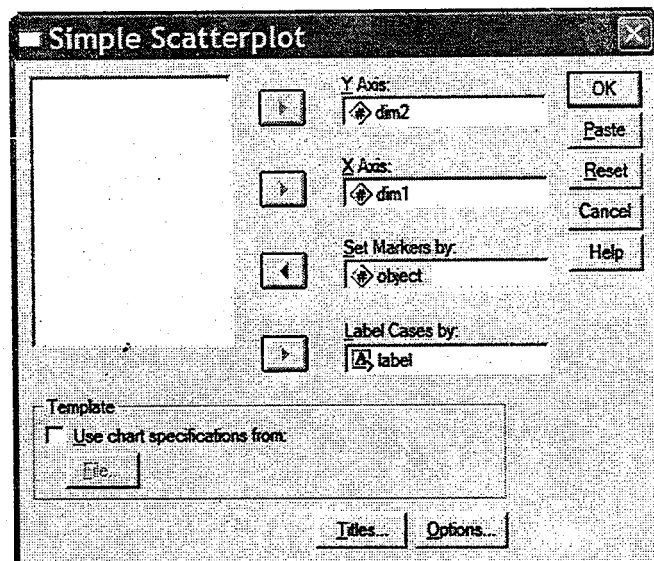 Simple Scatterplot
Y Axis:
dim2
X Axis:
dim1
Set Markers by:
object
Label Cases by:
label
OK
Paste
Reset
Cancel
Help
Template
Use chart specifications from:
File...
Titles...
Options...